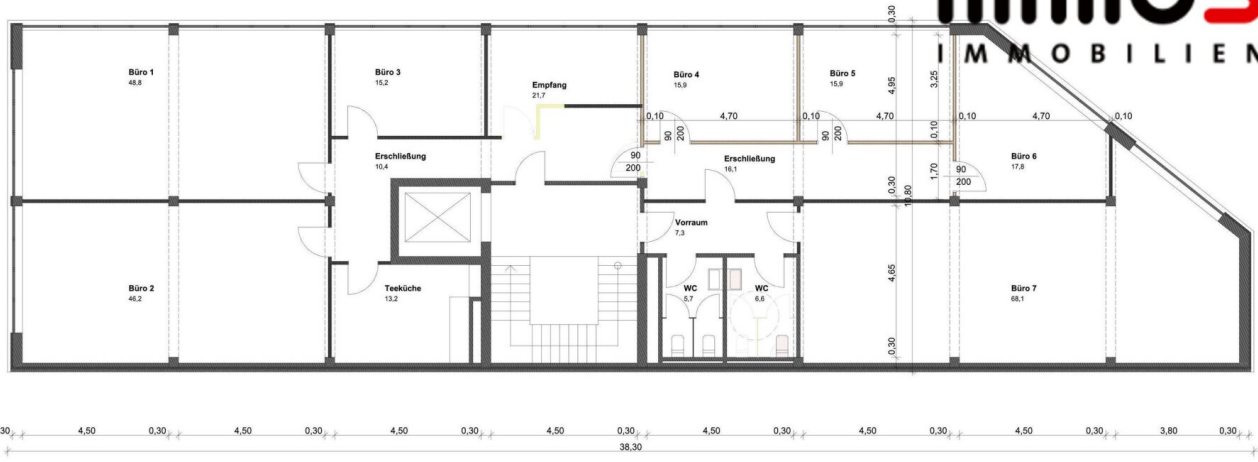 IMMOBILIEN
Büro 1
48,8
Büro 3
15,2
Empfang
21,7
Büro 4
15,9
Büro 5
15,9
0,30
4,95
3,25
0,10
4,70
0,10
4,70
0,10
4,70
0,10
90
200
90
200
0,10
Erschließung
10,4
90
200
Erschließung
16,1
1,70
0,30
10,80
90
200
Büro 6
17,8
Vorraum
7,3
Büro 2
46,2
Teeküche
13,2
WC
5,7
WC
6,6
4,65
0,30
Büro 7
68,1
30 4,50 0,30 4,50 0,30 4,50 0,30 4,50 0,30 4,50 0,30 4,50 0,30 4,50 0,30 3,80 0,30
38,30